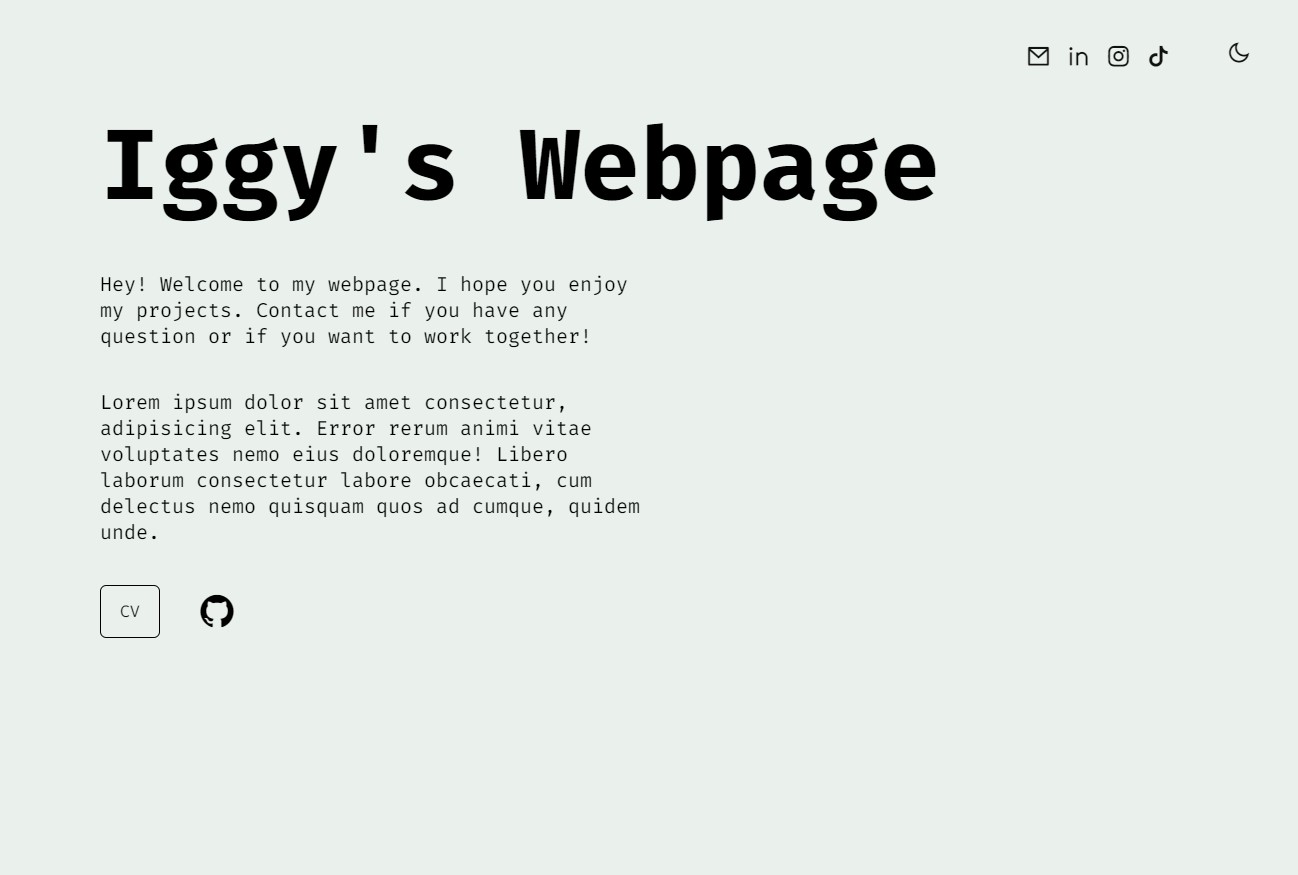 in
Iggy's Webpage
Hey! Welcome to my webpage. I hope you enjoy
my projects. Contact me if you have any
question or if you want to work together!
Lorem ipsum dolor sit amet consectetur,
adipisicing elit. Error rerum animi vitae
voluptates nemo eius doloremque! Libero
laborum consectetur labore obcaecati, cum
delectus nemo quisquam quos ad cumque, quidem
unde.
CV